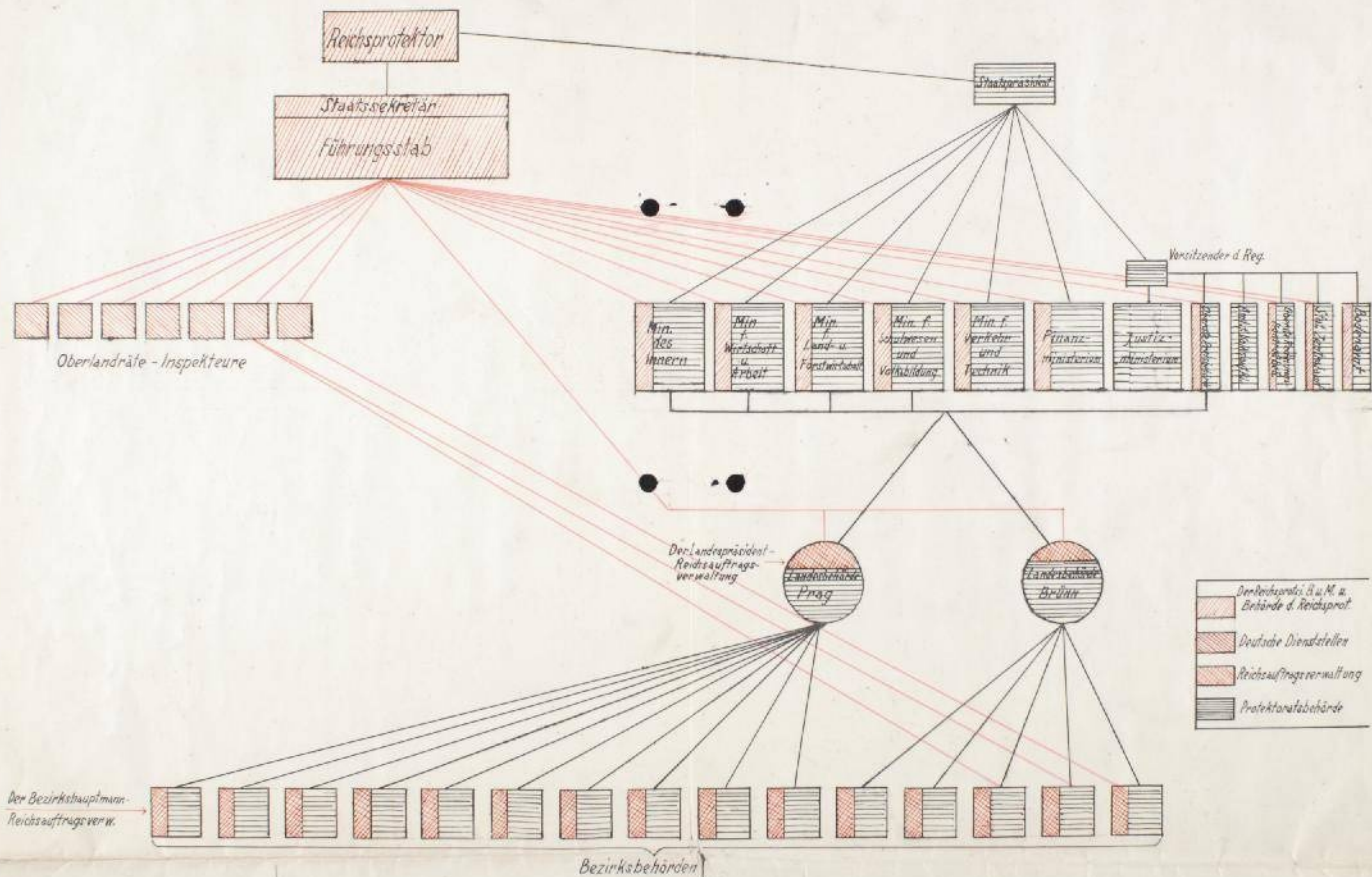 Reichsprotektor
Staatssekretär
Führungsstab
Staatspräsident
Vorsitzender d. Reg.
Oberlandräte - Inspekteure
Min.
des
Innern
Min
f.
Wirtschaft
u.
Arbeit
Min.
Land- u.
Forstwirtschaft
Min. f.
Schulwesen
und
Volksbildung
Min. f.
Verkehr
und
Technik
Finanz-
ministerium
Justiz-
ministerium
Bodenamt
Der Landespräsident -
Reichsauftrags-
verwaltung
Landesbehörde
Prag
Landesbehörde
Brünn
Der Reichsprot. i. B. u. M. u.
Behörde d. Reichsprot.
Deutsche Dienststellen
Reichsauftragsverwaltung
Protektoratsbehörde
Der Bezirkshauptmann-
Reichsauftragsverw.
Bezirksbehörden